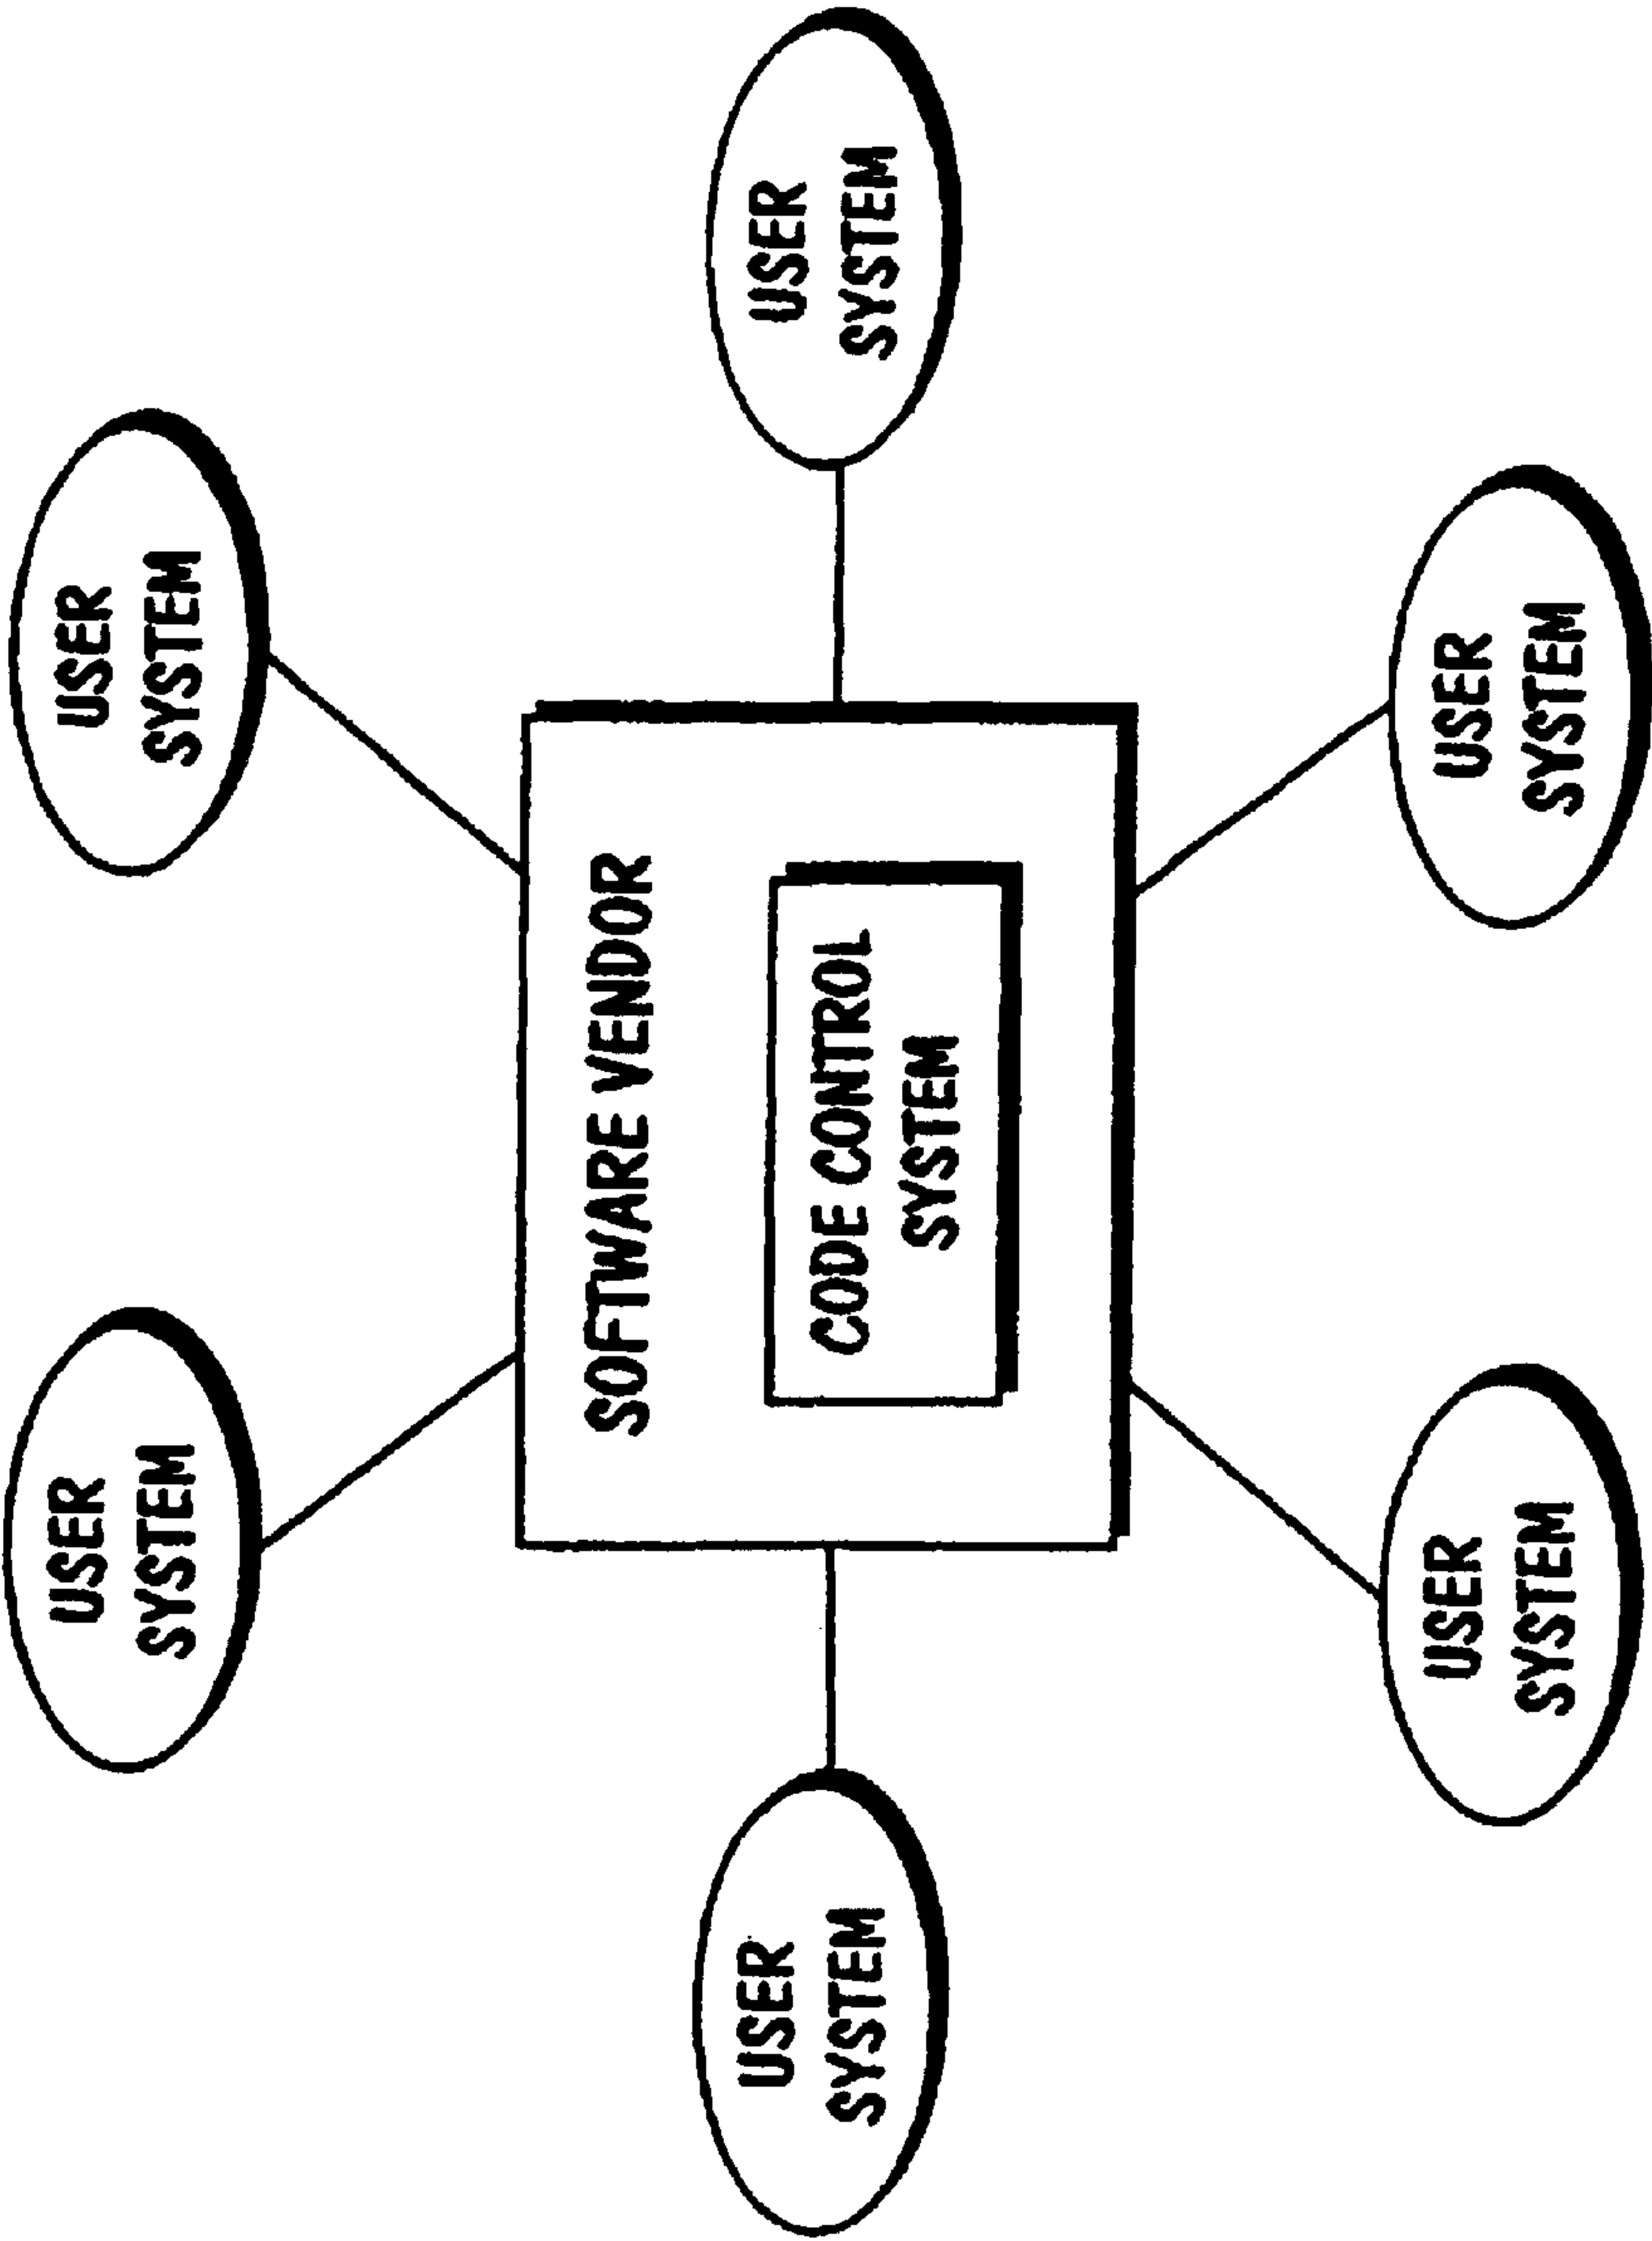 USER
SYSTEM
USER
SYSTEM
SOFTWARE VENDOR
CODE CONTROL
SYSTEM
USER
SYSTEM
USER
SYSTEM
USER
SYSTEM
USER
SYSTEM